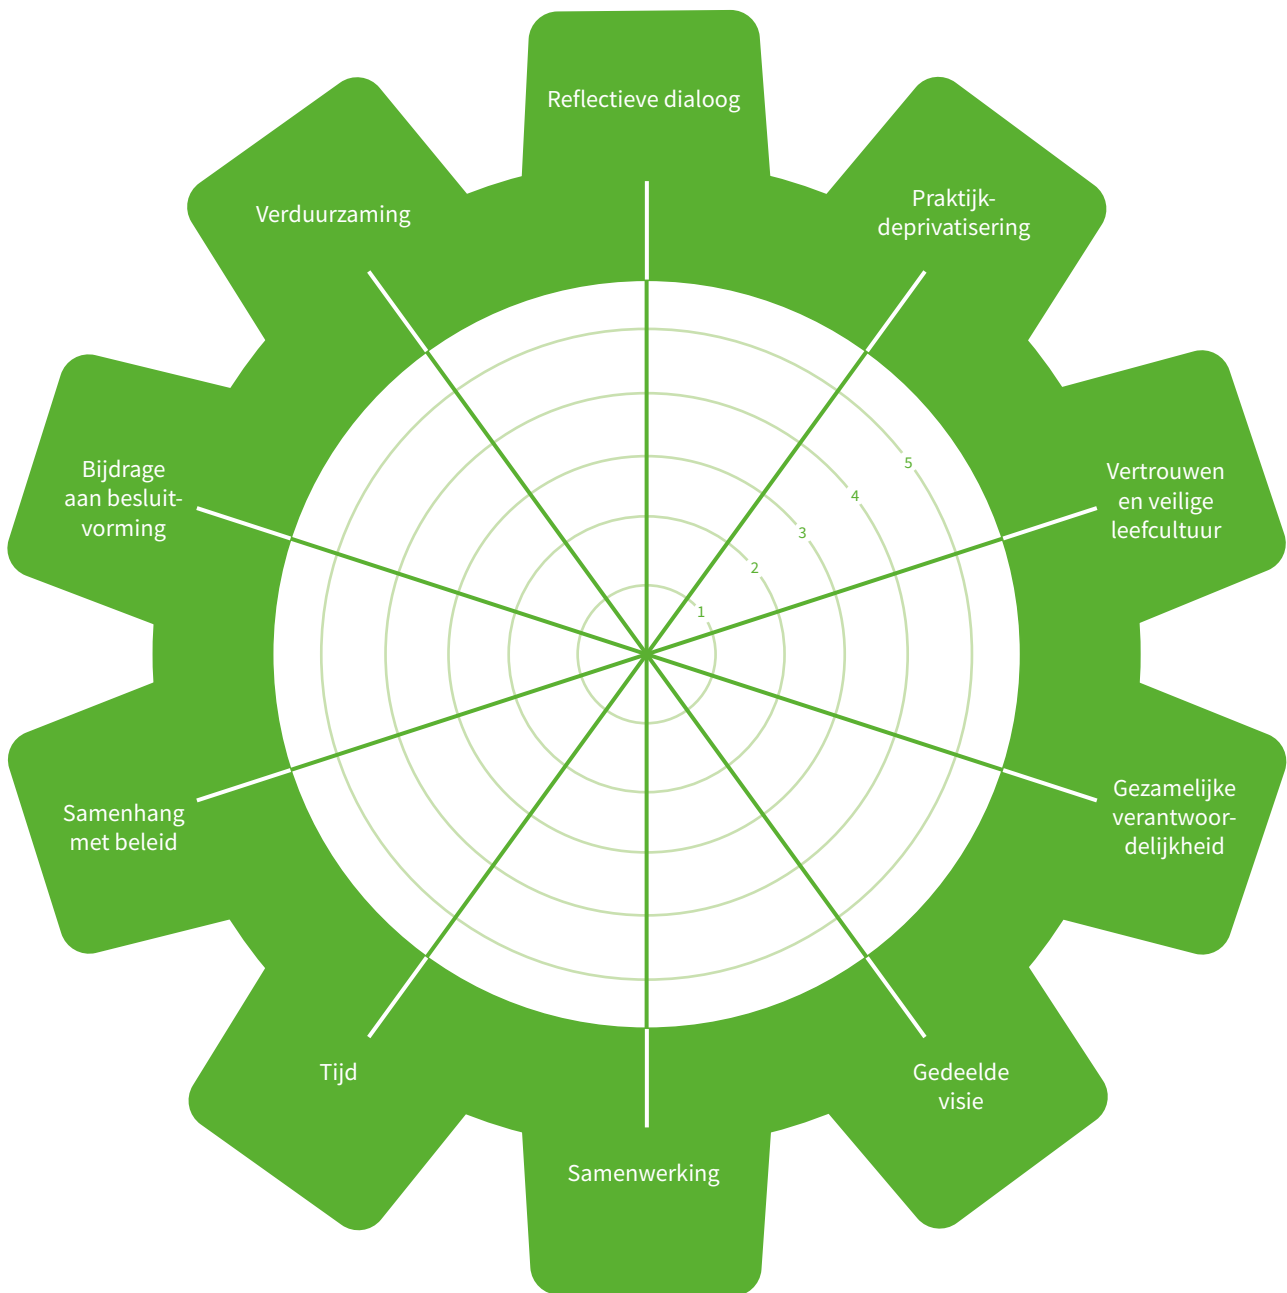 Reflectieve dialoog
Praktijk-
deprivatisering
Verduurzaming
Vertrouwen
en veilige
leefcultuur
Bijdrage
aan besluit-
vorming
5
4
3
2
1
Gezamelijke
verantwoor-
delijkheid
Samenhang
met beleid
Tijd
Gedeelde
visie
Samenwerking